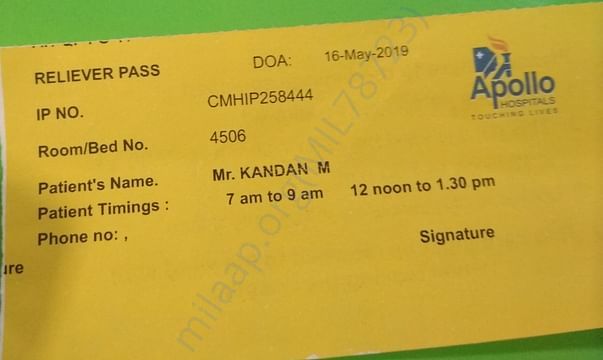 RELIEVER PASS DOA: 16-May-2019
IP NO. CMHIP258444
Room/Bed No. 4506
Patient's Name. Mr. KANDAN M
Patient Timings : 7 am to 9 am 12 noon to 1.30 pm
Phone no: ,
Signature
ure
Apollo
HOSPITALS
TOUCHING LIVES
milaap.org(MIL78723)